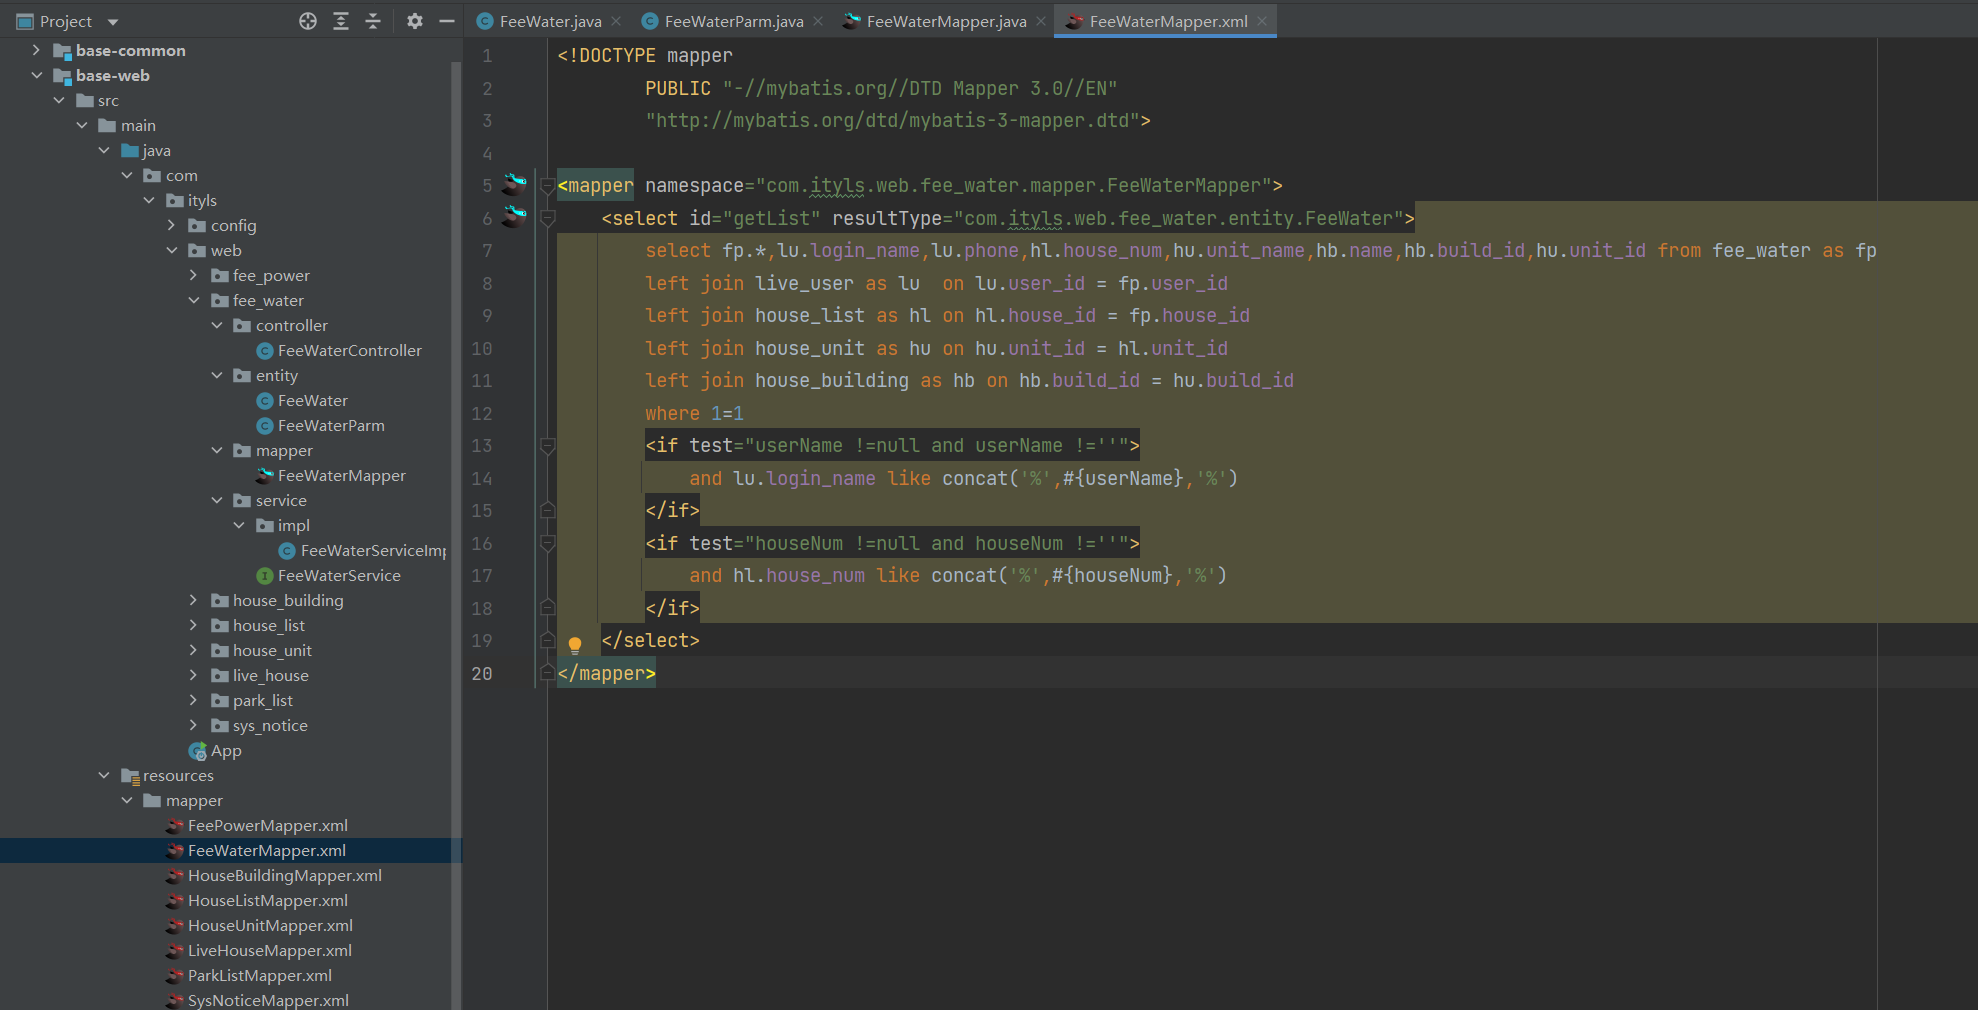 Project
base-common
base-web
src
main
java
com
ityls
config
web
fee_power
fee_water
controller
FeeWaterController
entity
FeeWater
FeeWaterParm
mapper
FeeWaterMapper
service
impl
FeeWaterServiceImp
FeeWaterService
house_building
house_list
house_unit
live_house
park_list
sys_notice
App
resources
mapper
FeePowerMapper.xml
FeeWaterMapper.xml
HouseBuildingMapper.xml
HouseListMapper.xml
HouseUnitMapper.xml
LiveHouseMapper.xml
ParkListMapper.xml
SysNoticeMapper.xml
FeeWater.java FeeWaterParm.java FeeWaterMapper.java FeeWaterMapper.xml
1 <!DOCTYPE mapper
2 PUBLIC "-//mybatis.org//DTD Mapper 3.0//EN"
3 "http://mybatis.org/dtd/mybatis-3-mapper.dtd">
4
5 <mapper namespace="com.ityls.web.fee_water.mapper.FeeWaterMapper">
6 <select id="getList" resultType="com.ityls.web.fee_water.entity.FeeWater">
7 select fp.*,lu.login_name,lu.phone,hl.house_num,hu.unit_name,hb.name,hb.build_id,hu.unit_id from fee_water as fp
8 left join live_user as lu  on lu.user_id = fp.user_id
9 left join house_list as hl on hl.house_id = fp.house_id
10 left join house_unit as hu on hu.unit_id = hl.unit_id
11 left join house_building as hb on hb.build_id = hu.build_id
12 where 1=1
13 <if test="userName !=null and userName !=''">
14 and lu.login_name like concat('%',#{userName},'%')
15 </if>
16 <if test="houseNum !=null and houseNum !=''">
17 and hl.house_num like concat('%',#{houseNum},'%')
18 </if>
19 </select>
20 </mapper>